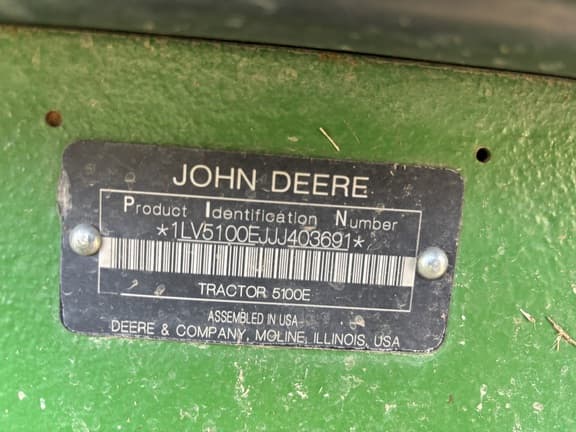 JOHN DEERE
Product Identification Number
*1LV5100EJJJ403691*
TRACTOR 5100E
ASSEMBLED IN USA
DEERE & COMPANY, MOLINE, ILLINOIS, USA